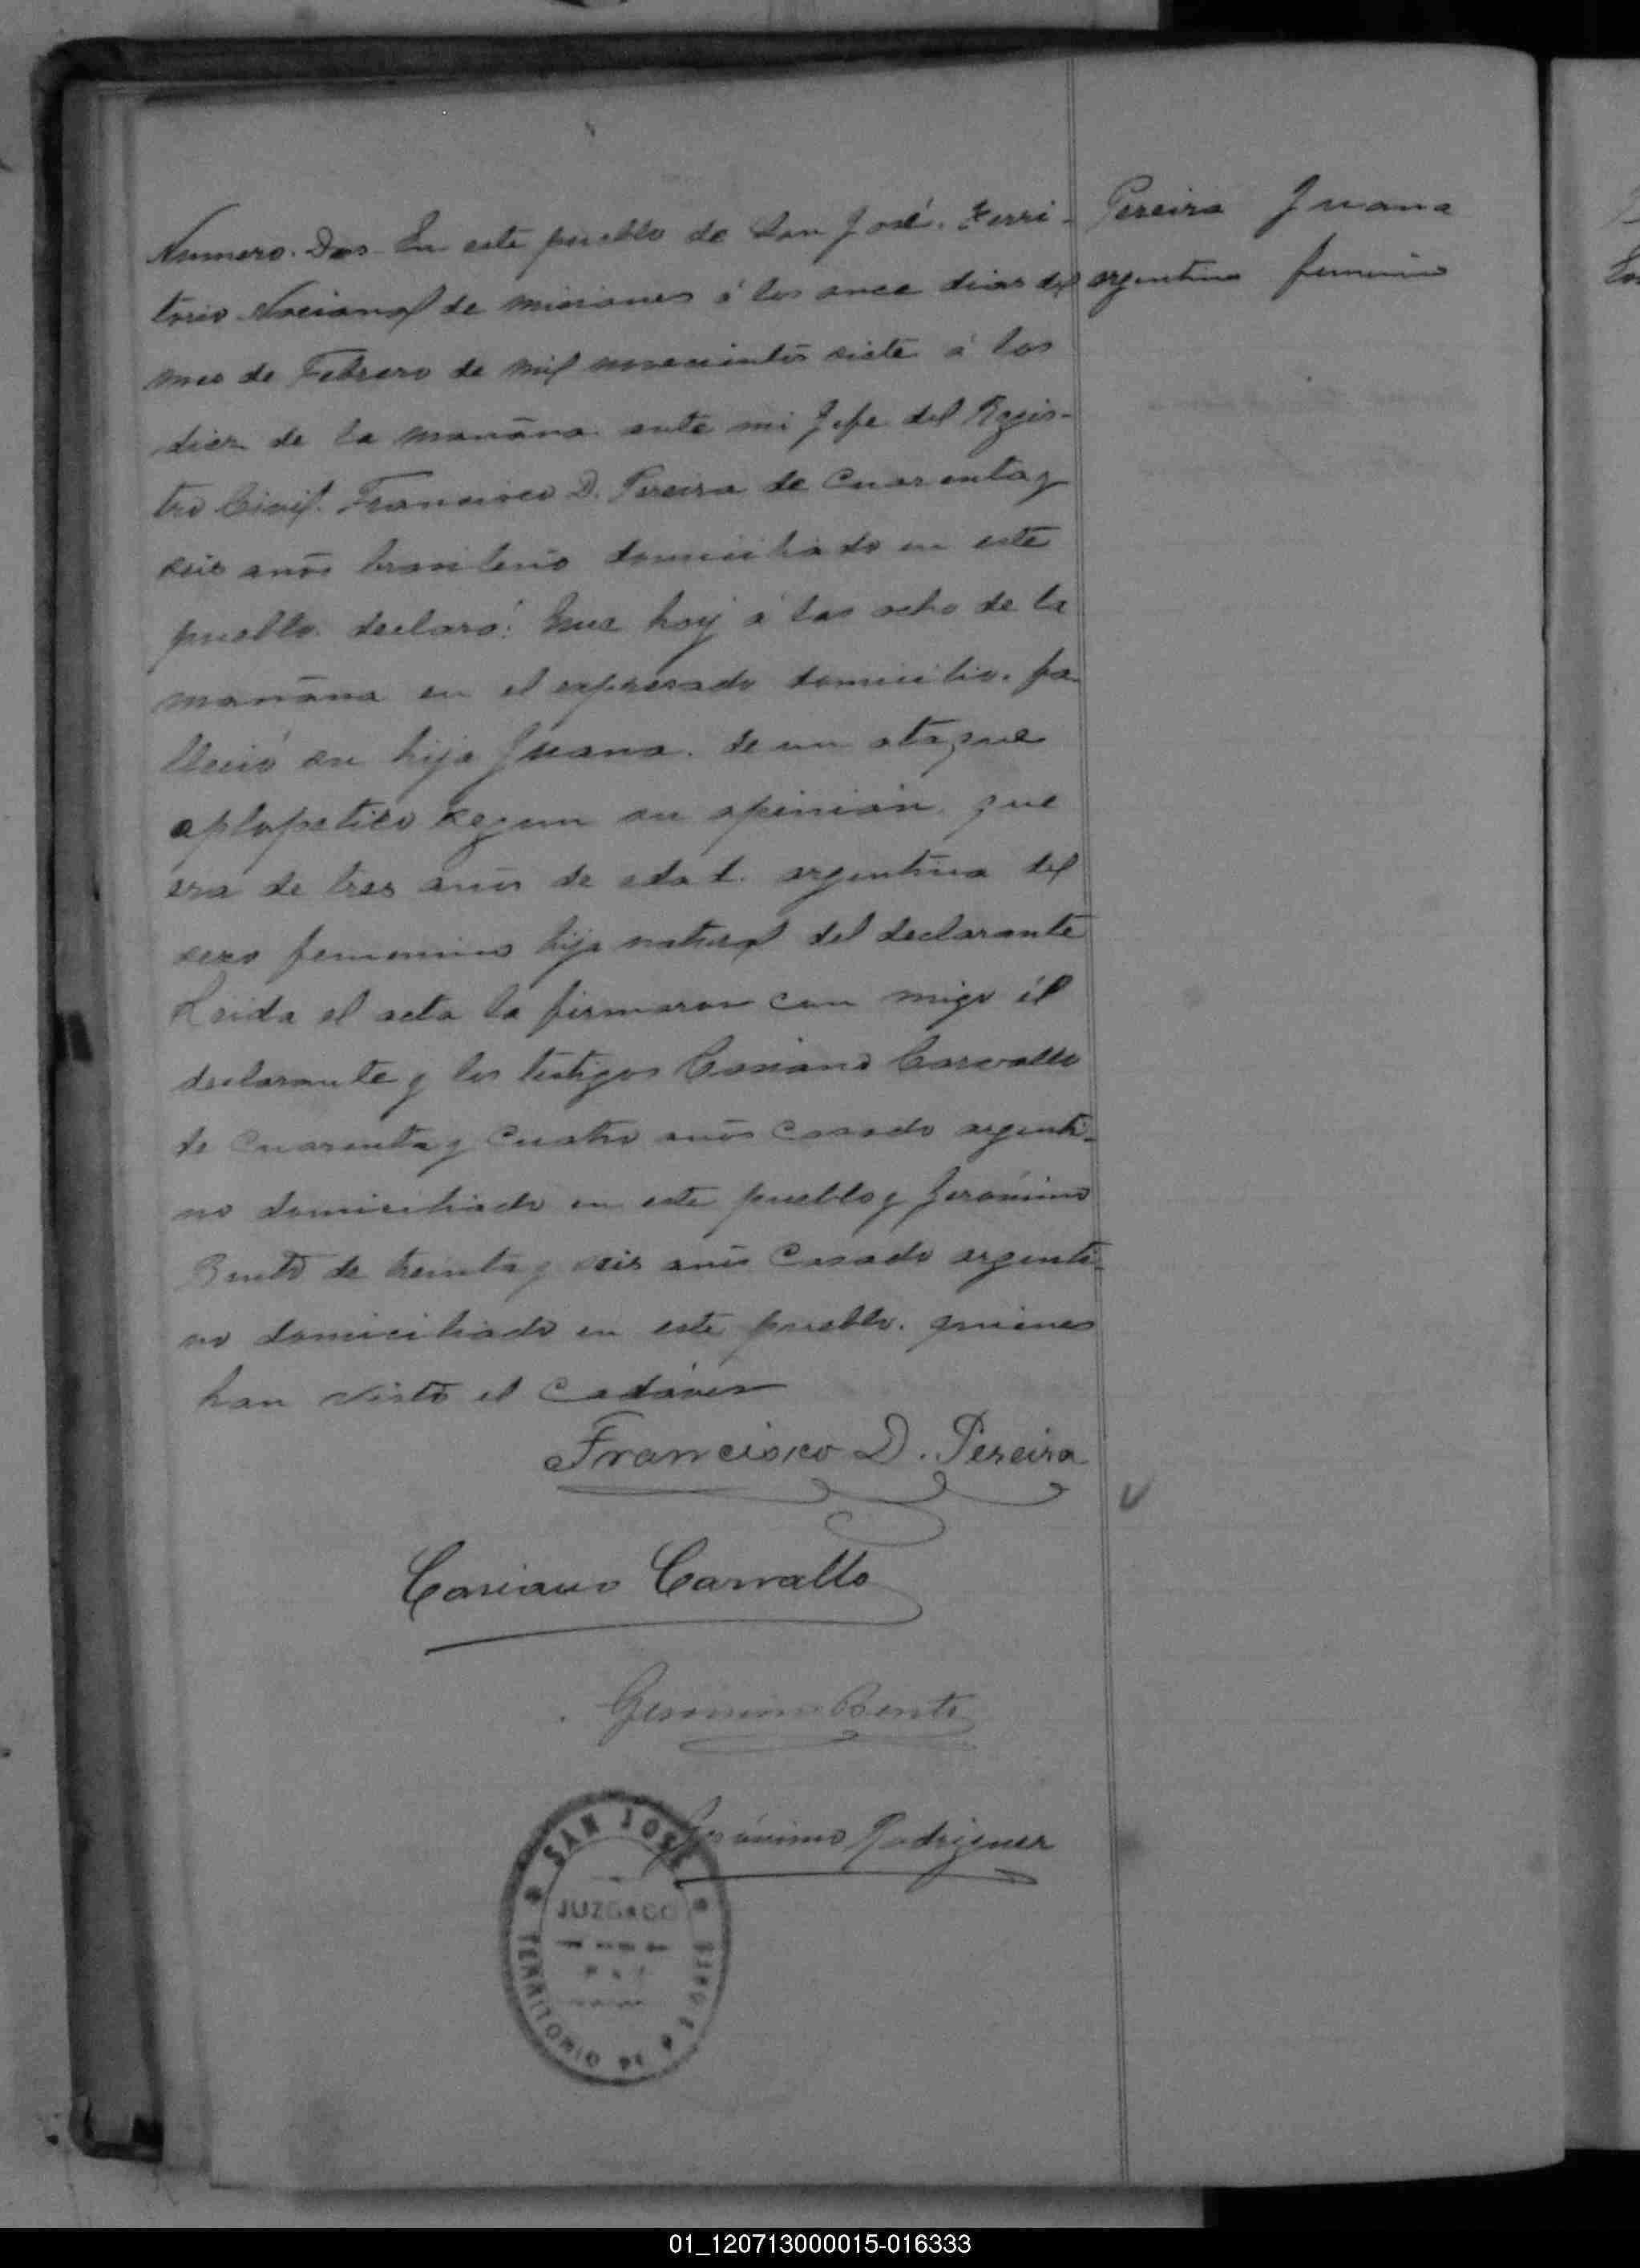 Pereira Juana
argentina femenino
Numero. Dos En este pueblo de San José. Terri-
torio Nacional de misiones á los once dias del
mes de Febrero de mil novecientos siete á las
diez de la mañana ante mi Jefe del Regis-
tro Civil. Francisco D. Pereira de cuarenta y
seis años brasilero domiciliado en este
pueblo declaró: Que hoy á las ocho de la
mañana en el expresado domicilio. fa-
lleció su hija Juana. de un ataque
aplopetico segun su opinión. que
era de tres años de edad. argentina del
sexo femenino hija natural del declarante
Leida el acta la firmaron con migo él
declarante y los testigos Casiano Carvallo
de cuarenta y cuatro años casado argenti-
no domiciliado en este pueblo y Jerónimo
Bento de treinta y seis años casado argenti-
no domiciliado en este pueblo. quienes
han visto el cadáver
Francisco D. Pereira
Casiano Carvallo
Geronimo Bento
Gerónimo Rodriguez
SAN JOSE
JUZGADO
TERRITORIO DE
01_120713000015-016333